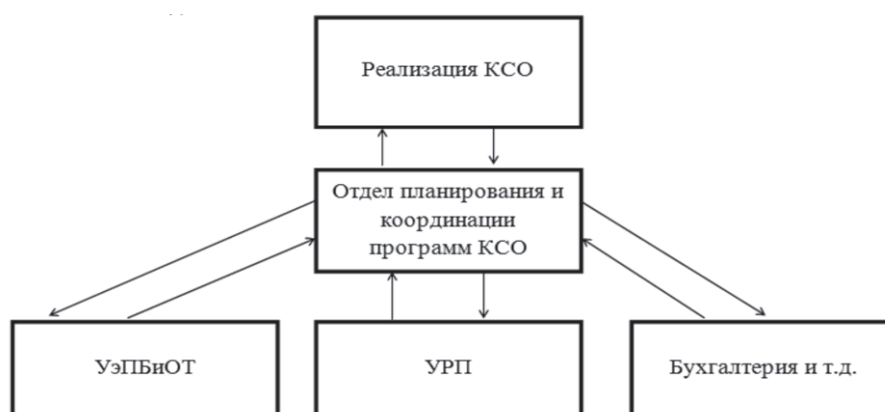 Реализация КСО
Отдел планирования и
координации
программ КСО
УэПБиОТ
УРП
Бухгалтерия и т.д.